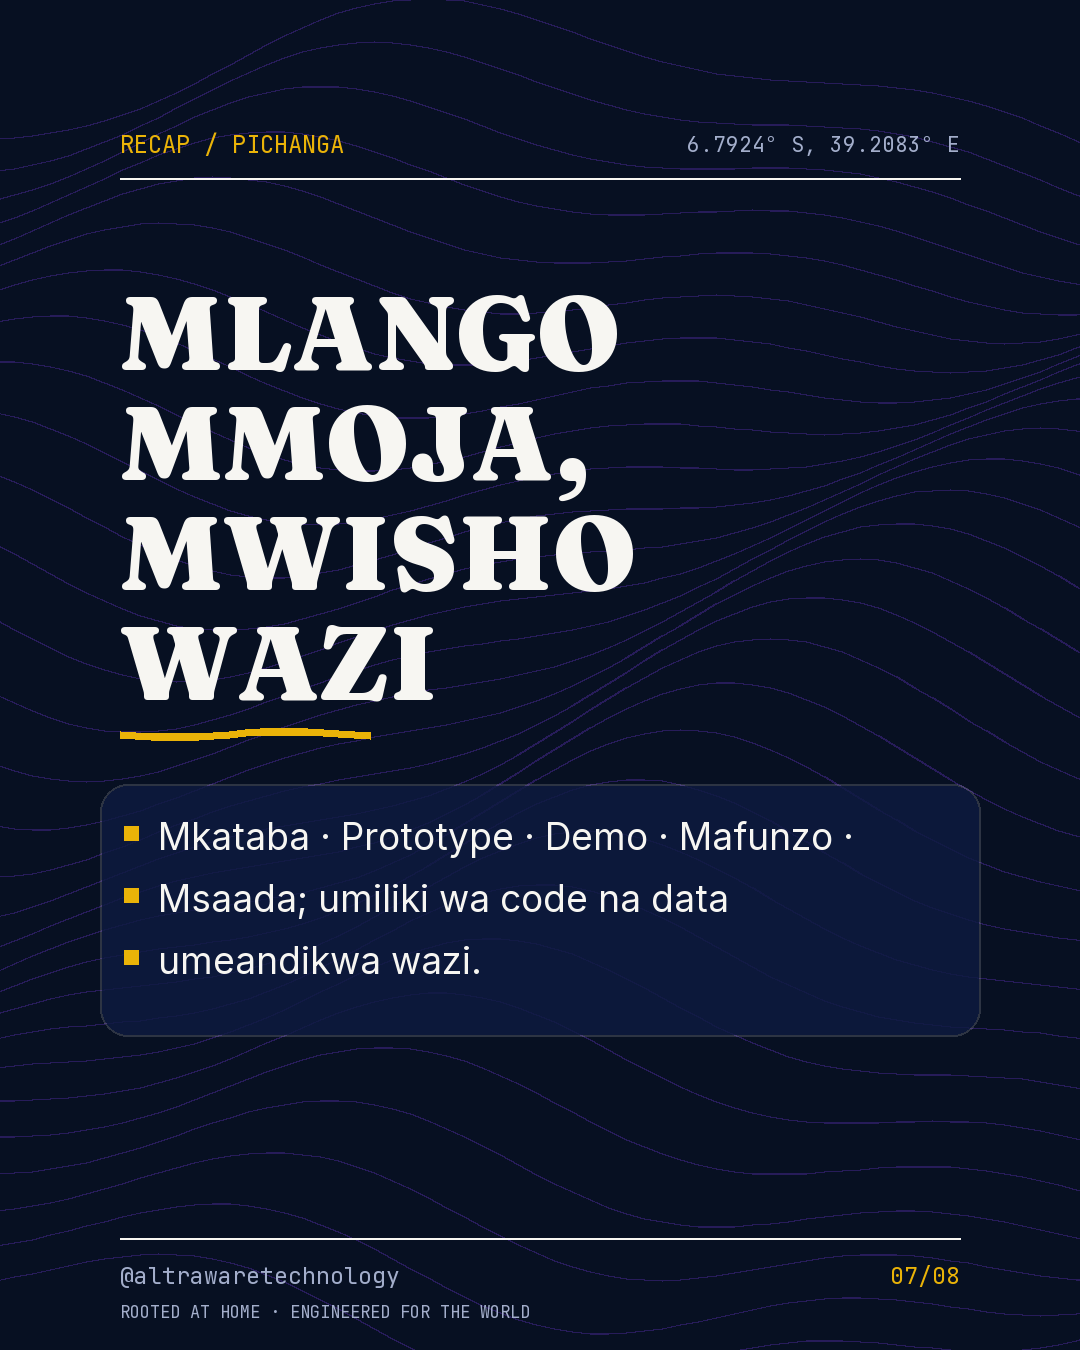 RECAP / PICHANGA
6.7924° S, 39.2083° E
MLANGO
MMOJA,
MWISHO
WAZI
Mkataba · Prototype · Demo · Mafunzo ·
Msaada; umiliki wa code na data
umeandikwa wazi.
@altrawaretechnology
07/08
ROOTED AT HOME · ENGINEERED FOR THE WORLD